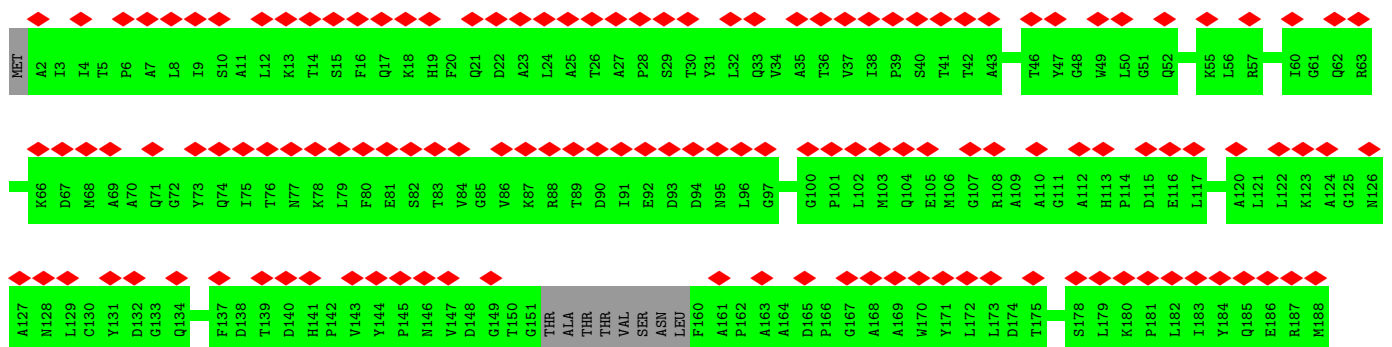 MET A2 I3 I4 T5 P6 A7 L8 I9 S10 A11 L12 K13 T14 S15 F16 Q17 K18 H19 F20 Q21 D22 A23 L24 A25 T26 A27 P28 S29 T30 Y31 L32 Q33 V34 A35 T36 V37 I38 P39 S40 T41 T42 A43 T46 Y47 G48 W49 L50 G51 Q52 K55 L56 R57 I60 G61 Q62 R63
K66 D67 M68 A69 A70 Q71 G72 Y73 Q74 I75 T76 N77 K78 L79 F80 E81 S82 T83 V84 G85 V86 K87 R88 T89 D90 I91 E92 D93 D94 N95 L96 G97 G100 P101 L102 M103 Q104 E105 M106 G107 R108 A109 A110 G111 A112 H113 P114 D115 E116 L117 A120 L121 L122 K123 A124 G125 N126
A127 N128 L129 C130 Y131 D132 G133 Q134 F137 D138 T139 D140 H141 P142 V143 Y144 P145 N146 V147 D148 G149 T150 G151 THR ALA THR THR VAL SER ASN LEU F160 A161 P162 A163 A164 D165 P166 G167 A168 A169 W170 Y171 L172 L173 D174 T175 S178 L179 K180 P181 L182 I183 Y184 Q185 E186 R187 M188